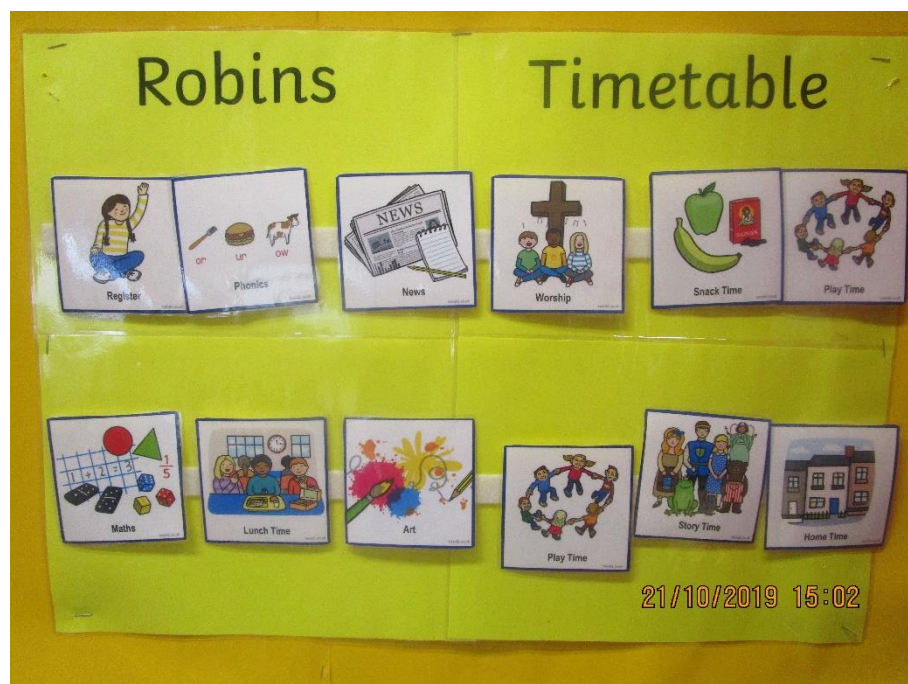 Robins Timetable
NEWS
or ur ow
Register Phonics News Worship Snack Time Play Time
1 + 2 = 3 1/5
Maths Lunch Time Art Play Time Story Time Home Time
21/10/2019 15:02